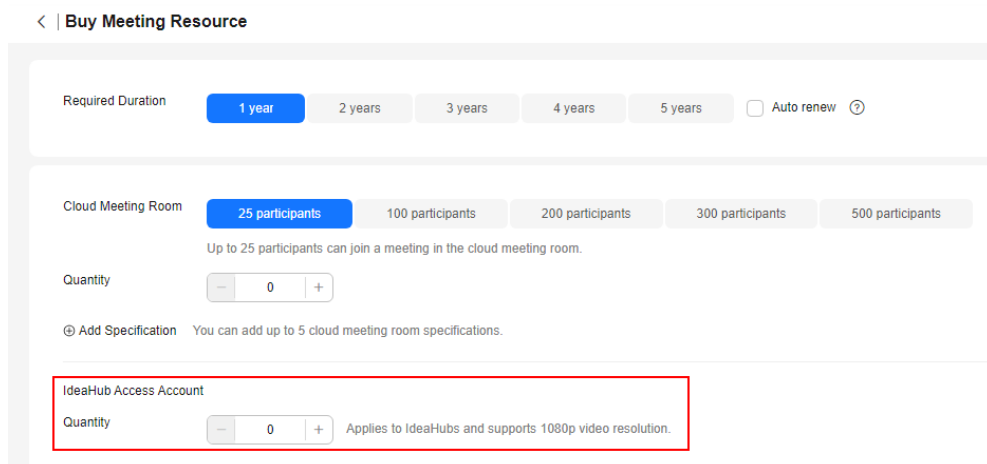 Buy Meeting Resource
Required Duration 1 year 2 years 3 years 4 years 5 years Auto renew ?
Cloud Meeting Room 25 participants 100 participants 200 participants 300 participants 500 participants
Up to 25 participants can join a meeting in the cloud meeting room.
Quantity 0
Add Specification You can add up to 5 cloud meeting room specifications.
IdeaHub Access Account
Quantity 0 Applies to IdeaHubs and supports 1080p video resolution.